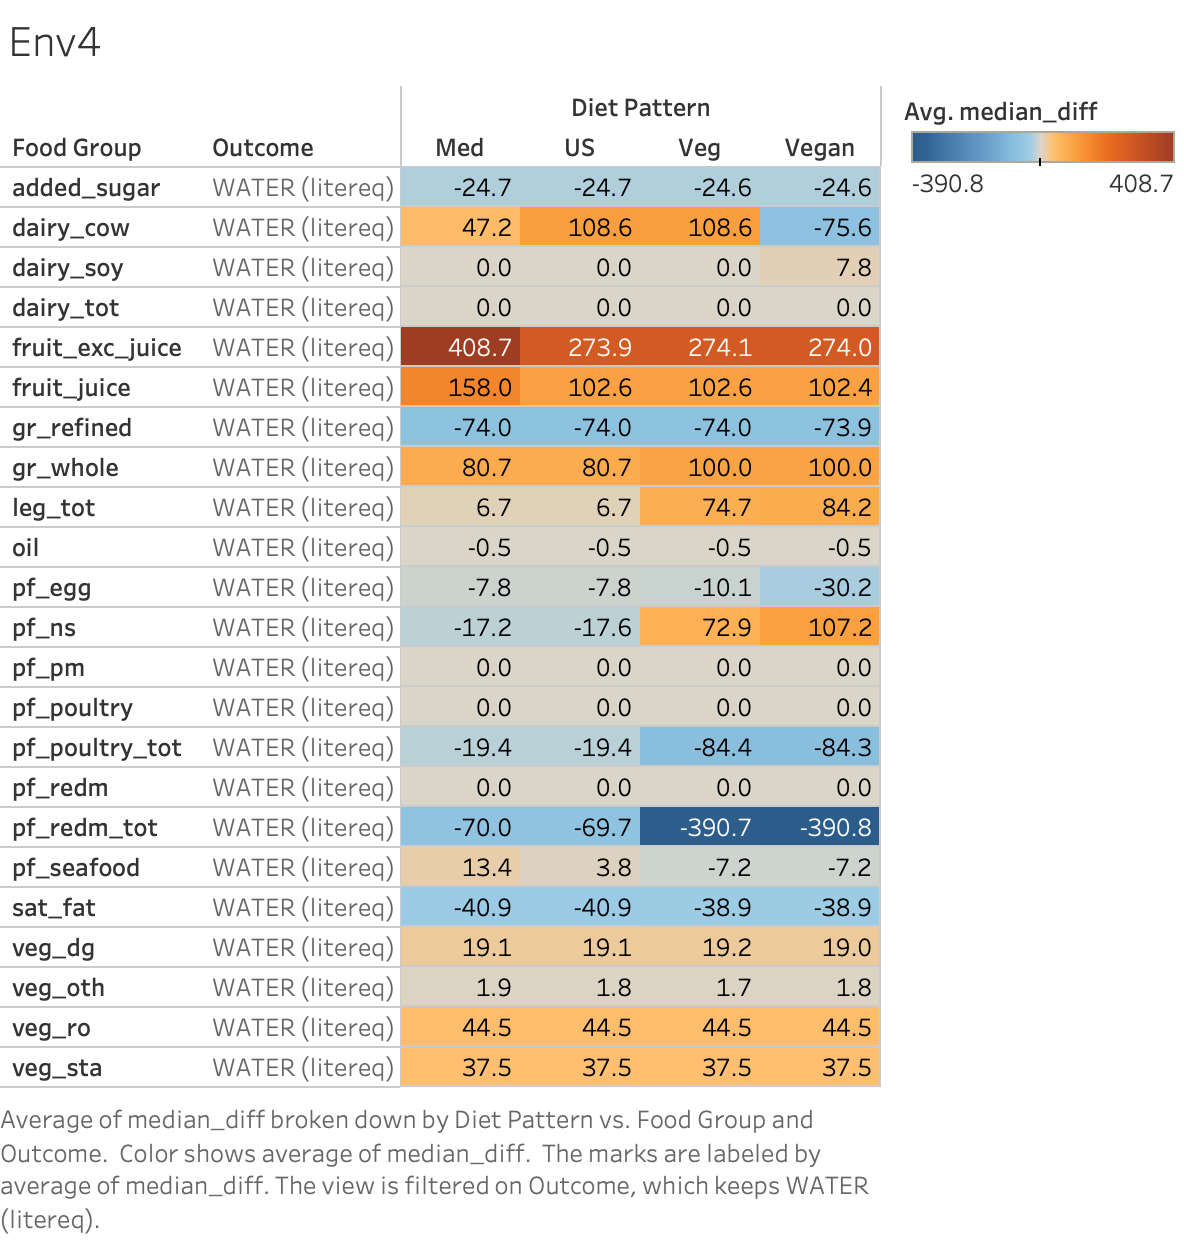 Env4
Diet Pattern
Food Group Outcome Med US Veg Vegan
added_sugar WATER (litereq) -24.7 -24.7 -24.6 -24.6
dairy_cow WATER (litereq) 47.2 108.6 108.6 -75.6
dairy_soy WATER (litereq) 0.0 0.0 0.0 7.8
dairy_tot WATER (litereq) 0.0 0.0 0.0 0.0
fruit_exc_juice WATER (litereq) 408.7 273.9 274.1 274.0
fruit_juice WATER (litereq) 158.0 102.6 102.6 102.4
gr_refined WATER (litereq) -74.0 -74.0 -74.0 -73.9
gr_whole WATER (litereq) 80.7 80.7 100.0 100.0
leg_tot WATER (litereq) 6.7 6.7 74.7 84.2
oil WATER (litereq) -0.5 -0.5 -0.5 -0.5
pf_egg WATER (litereq) -7.8 -7.8 -10.1 -30.2
pf_ns WATER (litereq) -17.2 -17.6 72.9 107.2
pf_pm WATER (litereq) 0.0 0.0 0.0 0.0
pf_poultry WATER (litereq) 0.0 0.0 0.0 0.0
pf_poultry_tot WATER (litereq) -19.4 -19.4 -84.4 -84.3
pf_redm WATER (litereq) 0.0 0.0 0.0 0.0
pf_redm_tot WATER (litereq) -70.0 -69.7 -390.7 -390.8
pf_seafood WATER (litereq) 13.4 3.8 -7.2 -7.2
sat_fat WATER (litereq) -40.9 -40.9 -38.9 -38.9
veg_dg WATER (litereq) 19.1 19.1 19.2 19.0
veg_oth WATER (litereq) 1.9 1.8 1.7 1.8
veg_ro WATER (litereq) 44.5 44.5 44.5 44.5
veg_sta WATER (litereq) 37.5 37.5 37.5 37.5
Avg. median_diff
-390.8 408.7
Average of median_diff broken down by Diet Pattern vs. Food Group and
Outcome. Color shows average of median_diff. The marks are labeled by
average of median_diff. The view is filtered on Outcome, which keeps WATER
(litereq).